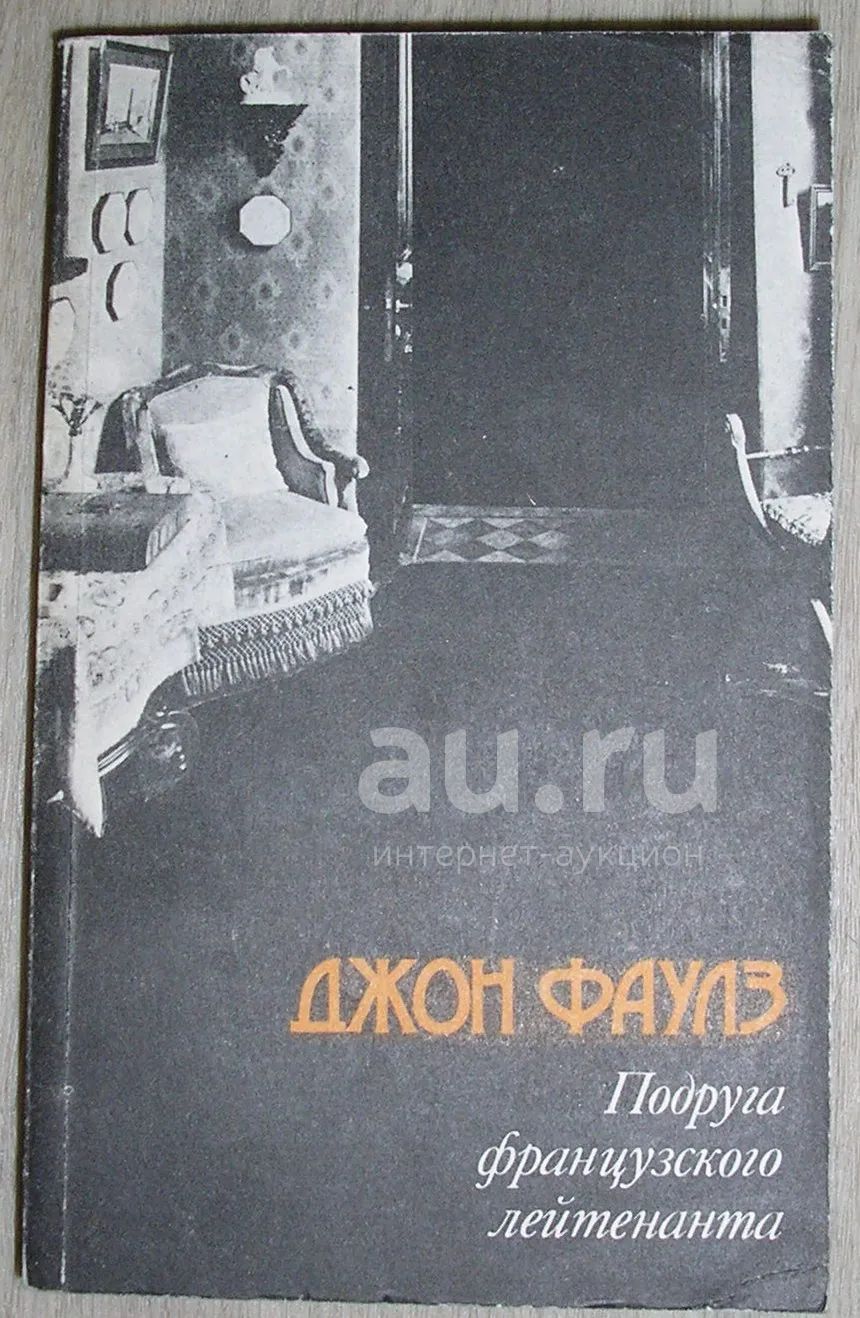 au.ru
интернет-аукцион
ДЖОН ФАУЛЗ
Подруга
французского
лейтенанта